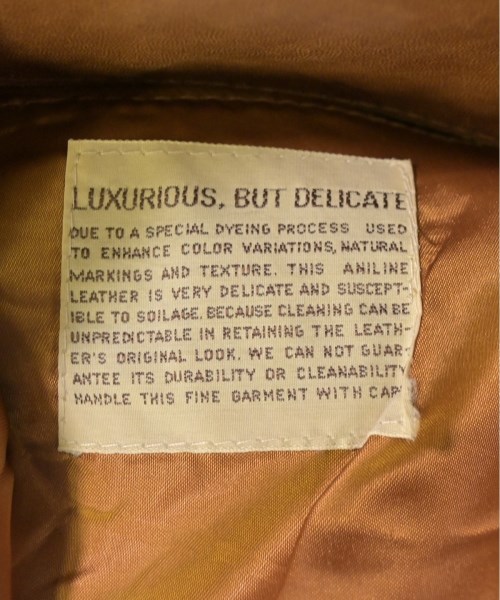 LUXURIOUS, BUT DELICATE
DUE TO A SPECIAL DYEING PROCESS USED
TO ENHANCE COLOR VARIATIONS, NATURAL
MARKINGS AND TEXTURE. THIS ANILINE
LEATHER IS VERY DELICATE AND SUSCEPT-
IBLE TO SOILAGE. BECAUSE CLEANING CAN BE
UNPREDICTABLE IN RETAINING THE LEATH-
ER'S ORIGINAL LOOK. WE CAN NOT GUAR-
ANTEE ITS DURABILITY OR CLEANABILITY
HANDLE THIS FINE GARMENT WITH